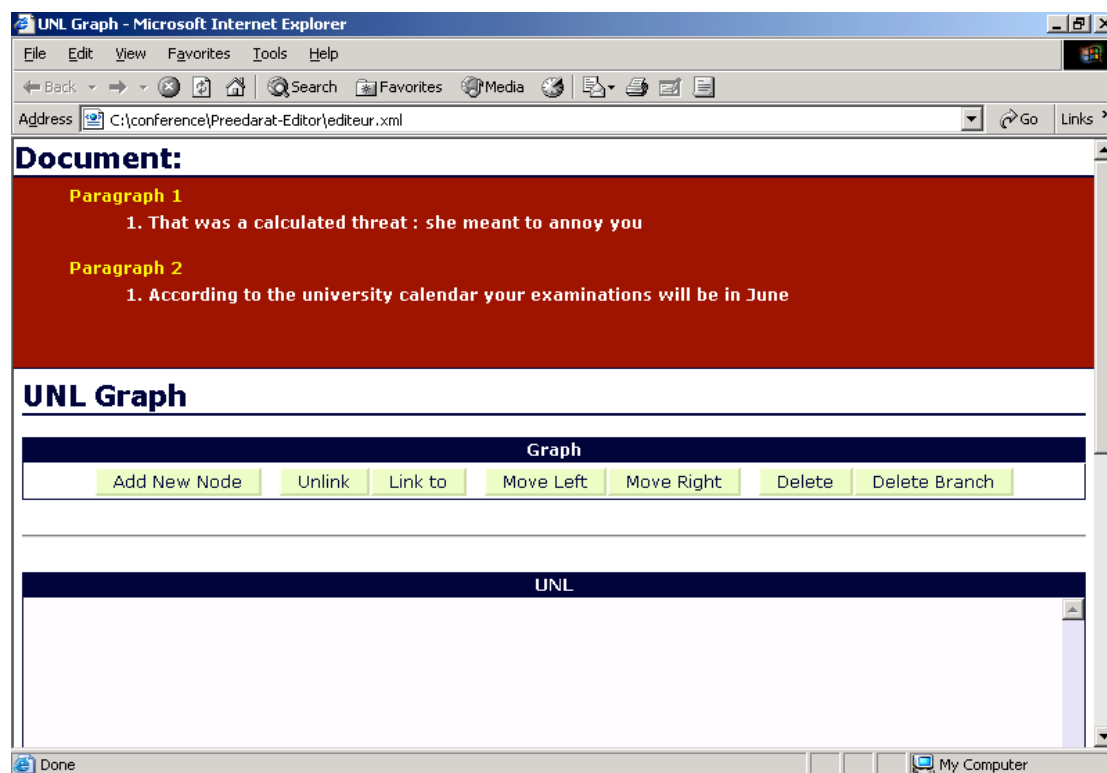 UNL Graph - Microsoft Internet Explorer
File Edit View Favorites Tools Help
Back Search Favorites Media
Address C:\conference\Preedarat-Editor\editeur.xml Go Links
Document:
Paragraph 1
1. That was a calculated threat : she meant to annoy you
Paragraph 2
1. According to the university calendar your examinations will be in June
UNL Graph
Graph
Add New Node Unlink Link to Move Left Move Right Delete Delete Branch
UNL
Done My Computer